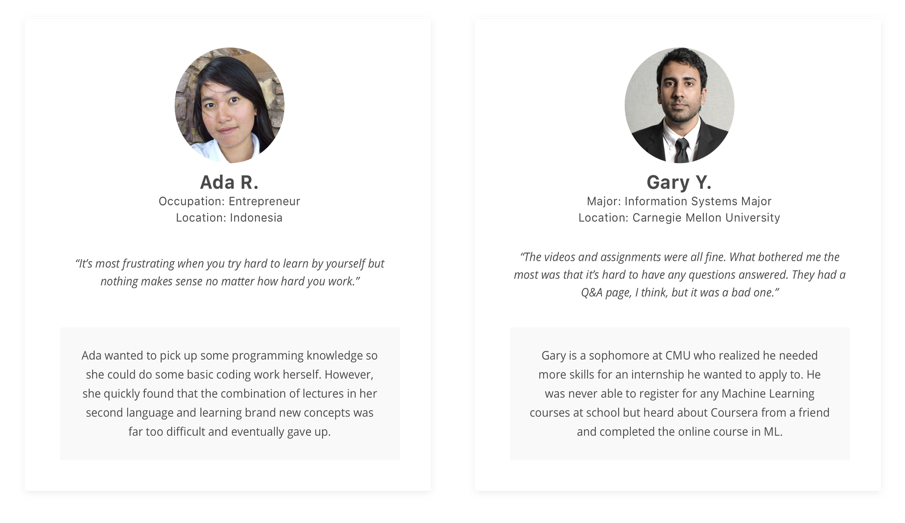 Ada R.
Occupation: Entrepreneur
Location: Indonesia
“It’s most frustrating when you try hard to learn by yourself but
nothing makes sense no matter how hard you work.”
Ada wanted to pick up some programming knowledge so
she could do some basic coding work herself. However,
she quickly found that the combination of lectures in her
second language and learning brand new concepts was
far too difficult and eventually gave up.
Gary Y.
Major: Information Systems Major
Location: Carnegie Mellon University
“The videos and assignments were all fine. What bothered me the
most was that it’s hard to have any questions answered. They had a
Q&A page, I think, but it was a bad one.”
Gary is a sophomore at CMU who realized he needed
more skills for an internship he wanted to apply to. He
was never able to register for any Machine Learning
courses at school but heard about Coursera from a friend
and completed the online course in ML.